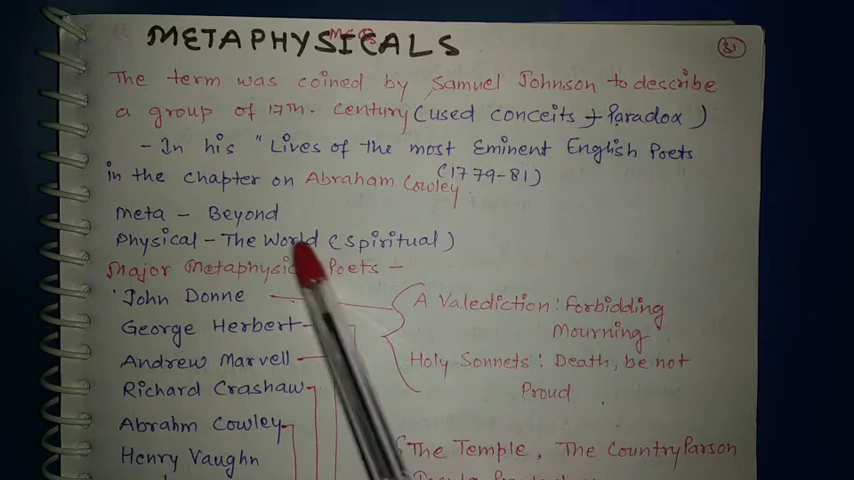 METAPHYSICALS
31
The term was coined by Samuel Johnson to describe
a group of 17th. century (used conceits + Paradox)
- In his "Lives of the most Eminent English Poets
(1779-81)
in the chapter on Abraham Cowley
Meta - Beyond
Physical - The World (Spiritual)
Major Metaphysical Poets -
John Donne
A Valediction: Forbidding
Mourning
George Herbert
Andrew Marvell
Holy Sonnets: Death, be not
Proud
Richard Crashaw
Abrahm Cowley
Henry Vaughn
The Temple, The Country Parson